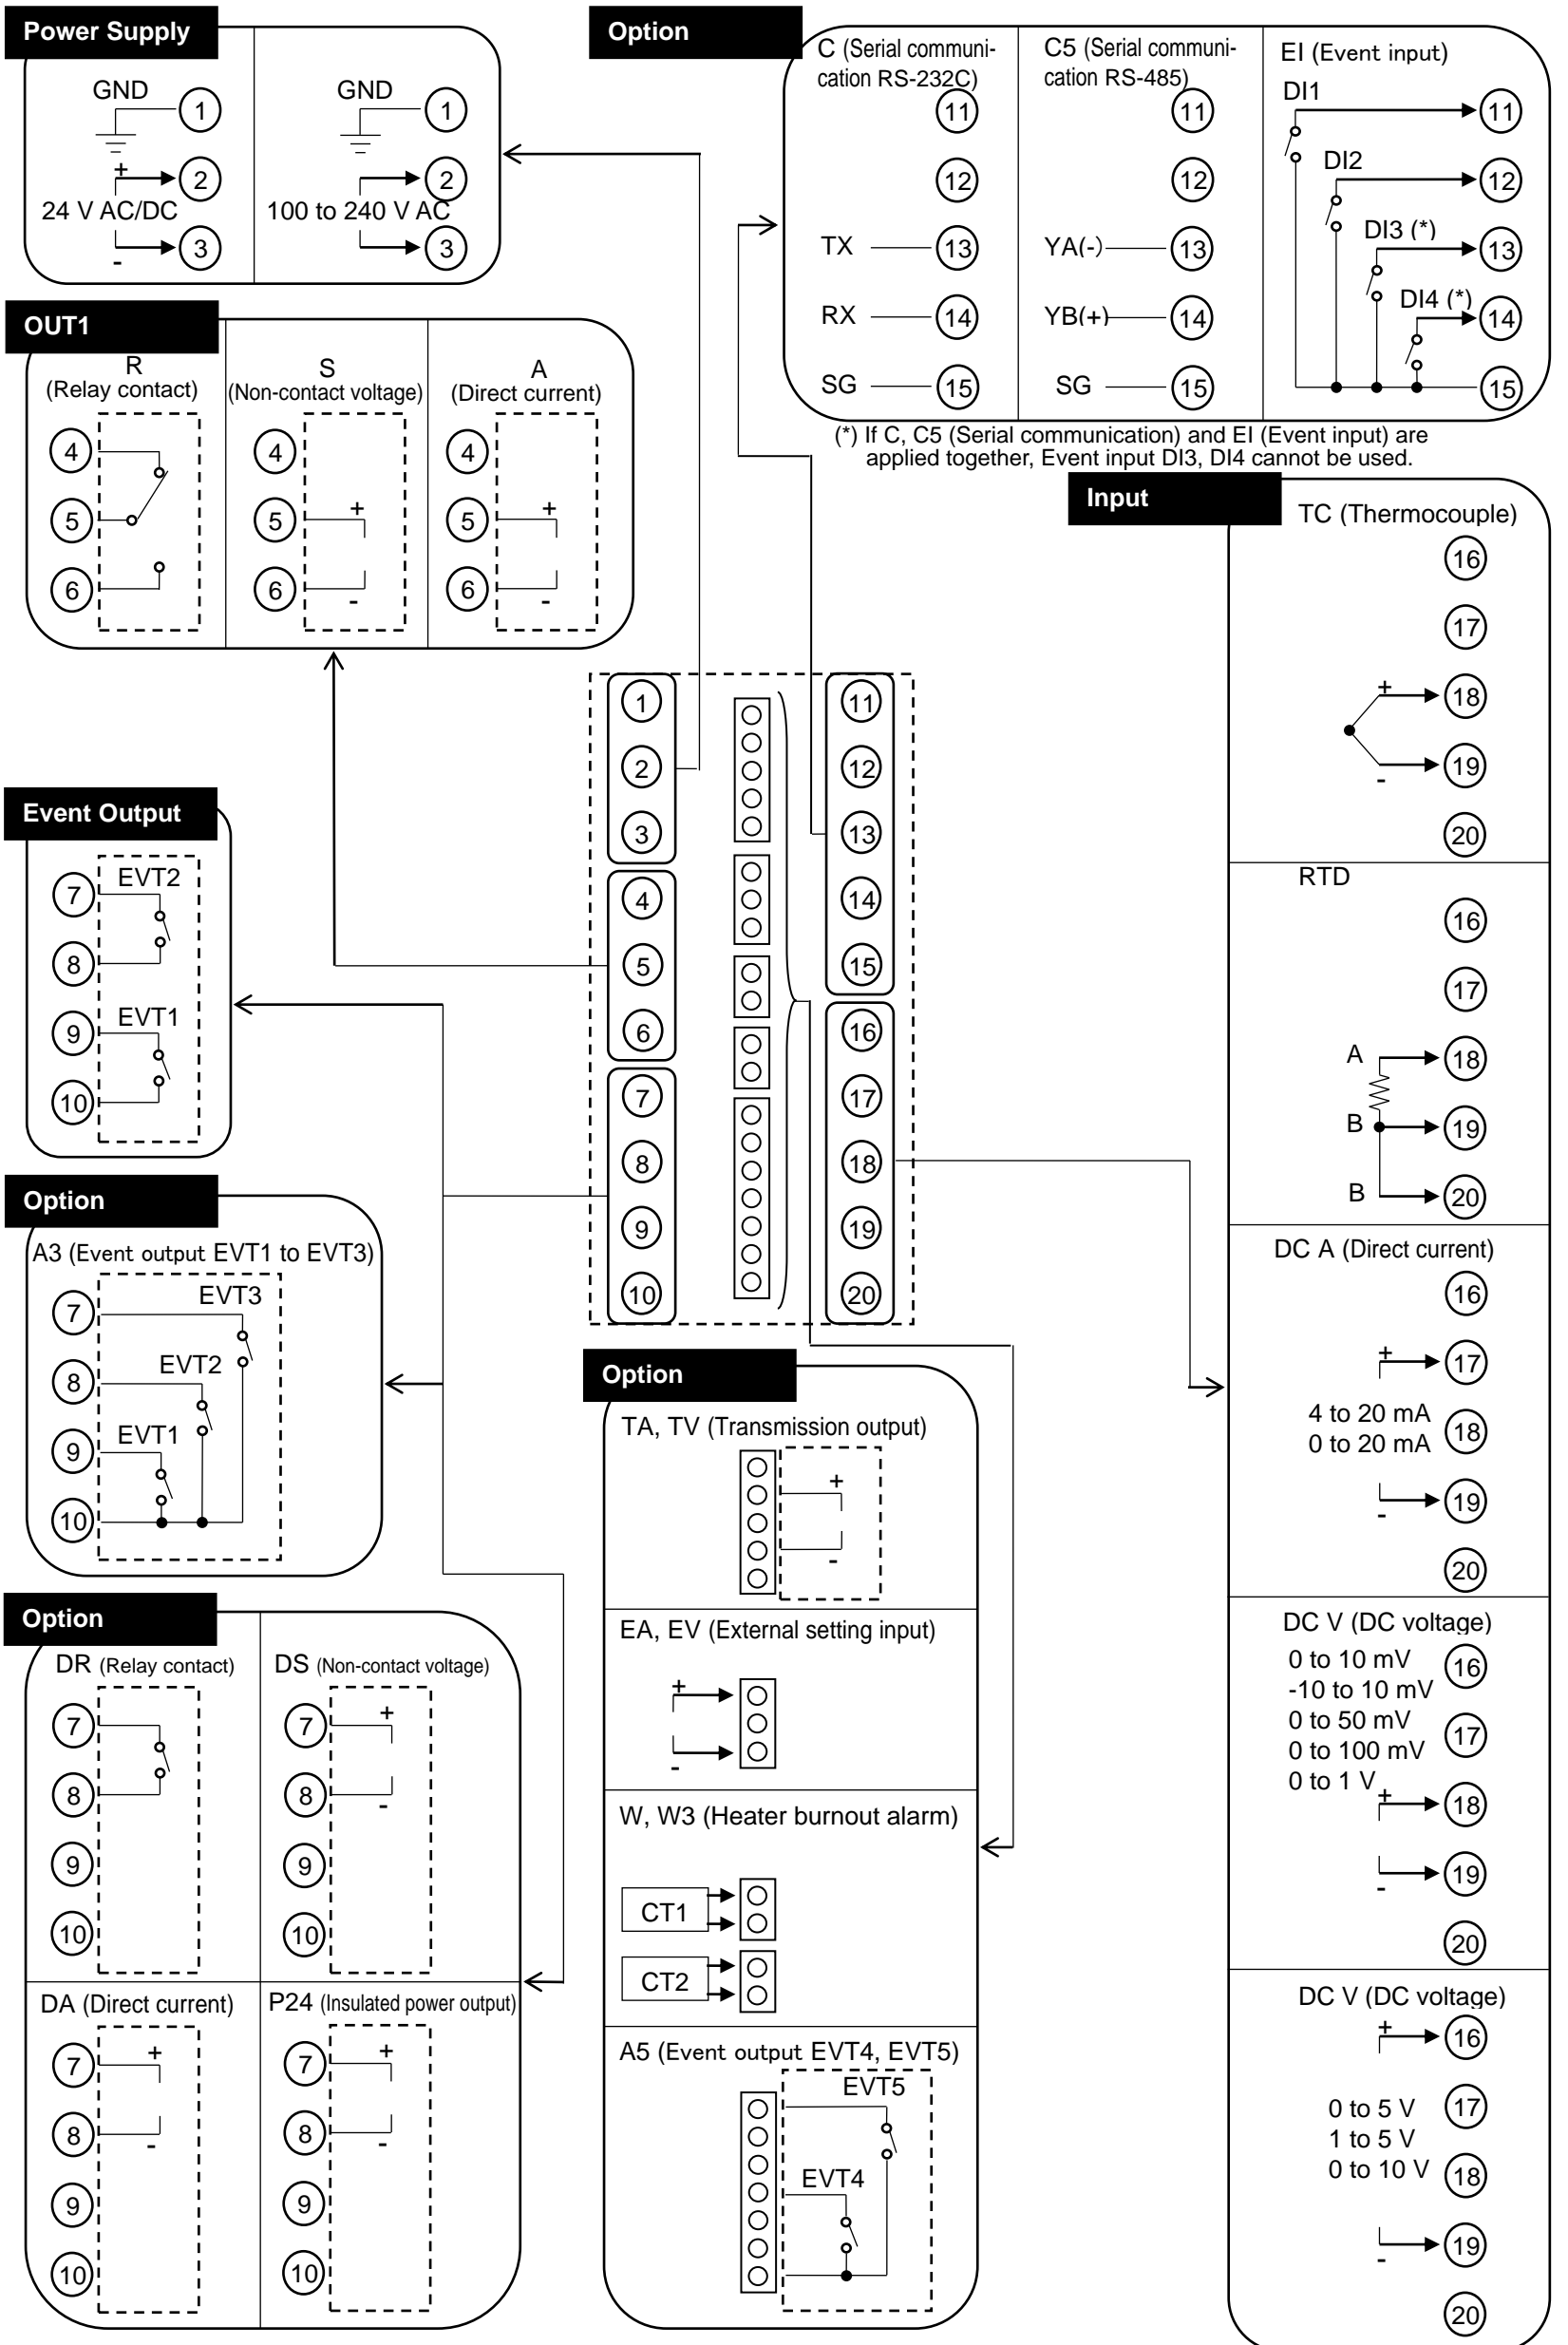 Power Supply
GND
1
+
2
24 V AC/DC
-
3
GND
1
2
100 to 240 V AC
3
Option
C (Serial communi-
cation RS-232C)
11
12
TX
13
RX
14
SG
15
C5 (Serial communi-
cation RS-485)
11
12
YA(-)
13
YB(+)
14
SG
15
EI (Event input)
DI1
11
DI2
12
DI3 (*)
13
DI4 (*)
14
15
(*) If C, C5 (Serial communication) and EI (Event input) are
applied together, Event input DI3, DI4 cannot be used.
OUT1
R
(Relay contact)
4
5
6
S
(Non-contact voltage)
4
5
+
6
-
A
(Direct current)
4
5
+
6
-
1
2
3
4
5
6
7
8
9
10
11
12
13
14
15
16
17
18
19
20
Event Output
7
EVT2
8
9
EVT1
10
Option
A3 (Event output EVT1 to EVT3)
7
EVT3
8
EVT2
9
EVT1
10
Option
DR (Relay contact)
7
8
9
10
DS (Non-contact voltage)
7
+
8
-
9
10
DA (Direct current)
7
+
8
-
9
10
P24 (Insulated power output)
7
+
8
-
9
10
Option
TA, TV (Transmission output)
+
-
EA, EV (External setting input)
+
-
W, W3 (Heater burnout alarm)
CT1
CT2
A5 (Event output EVT4, EVT5)
EVT5
EVT4
Input
TC (Thermocouple)
16
17
+
18
-
19
20
RTD
16
17
A
18
B
19
B
20
DC A (Direct current)
16
+
17
4 to 20 mA
0 to 20 mA
18
-
19
20
DC V (DC voltage)
0 to 10 mV
16
-10 to 10 mV
0 to 50 mV
17
0 to 100 mV
0 to 1 V
+
18
-
19
20
DC V (DC voltage)
+
16
0 to 5 V
17
1 to 5 V
0 to 10 V
18
-
19
20